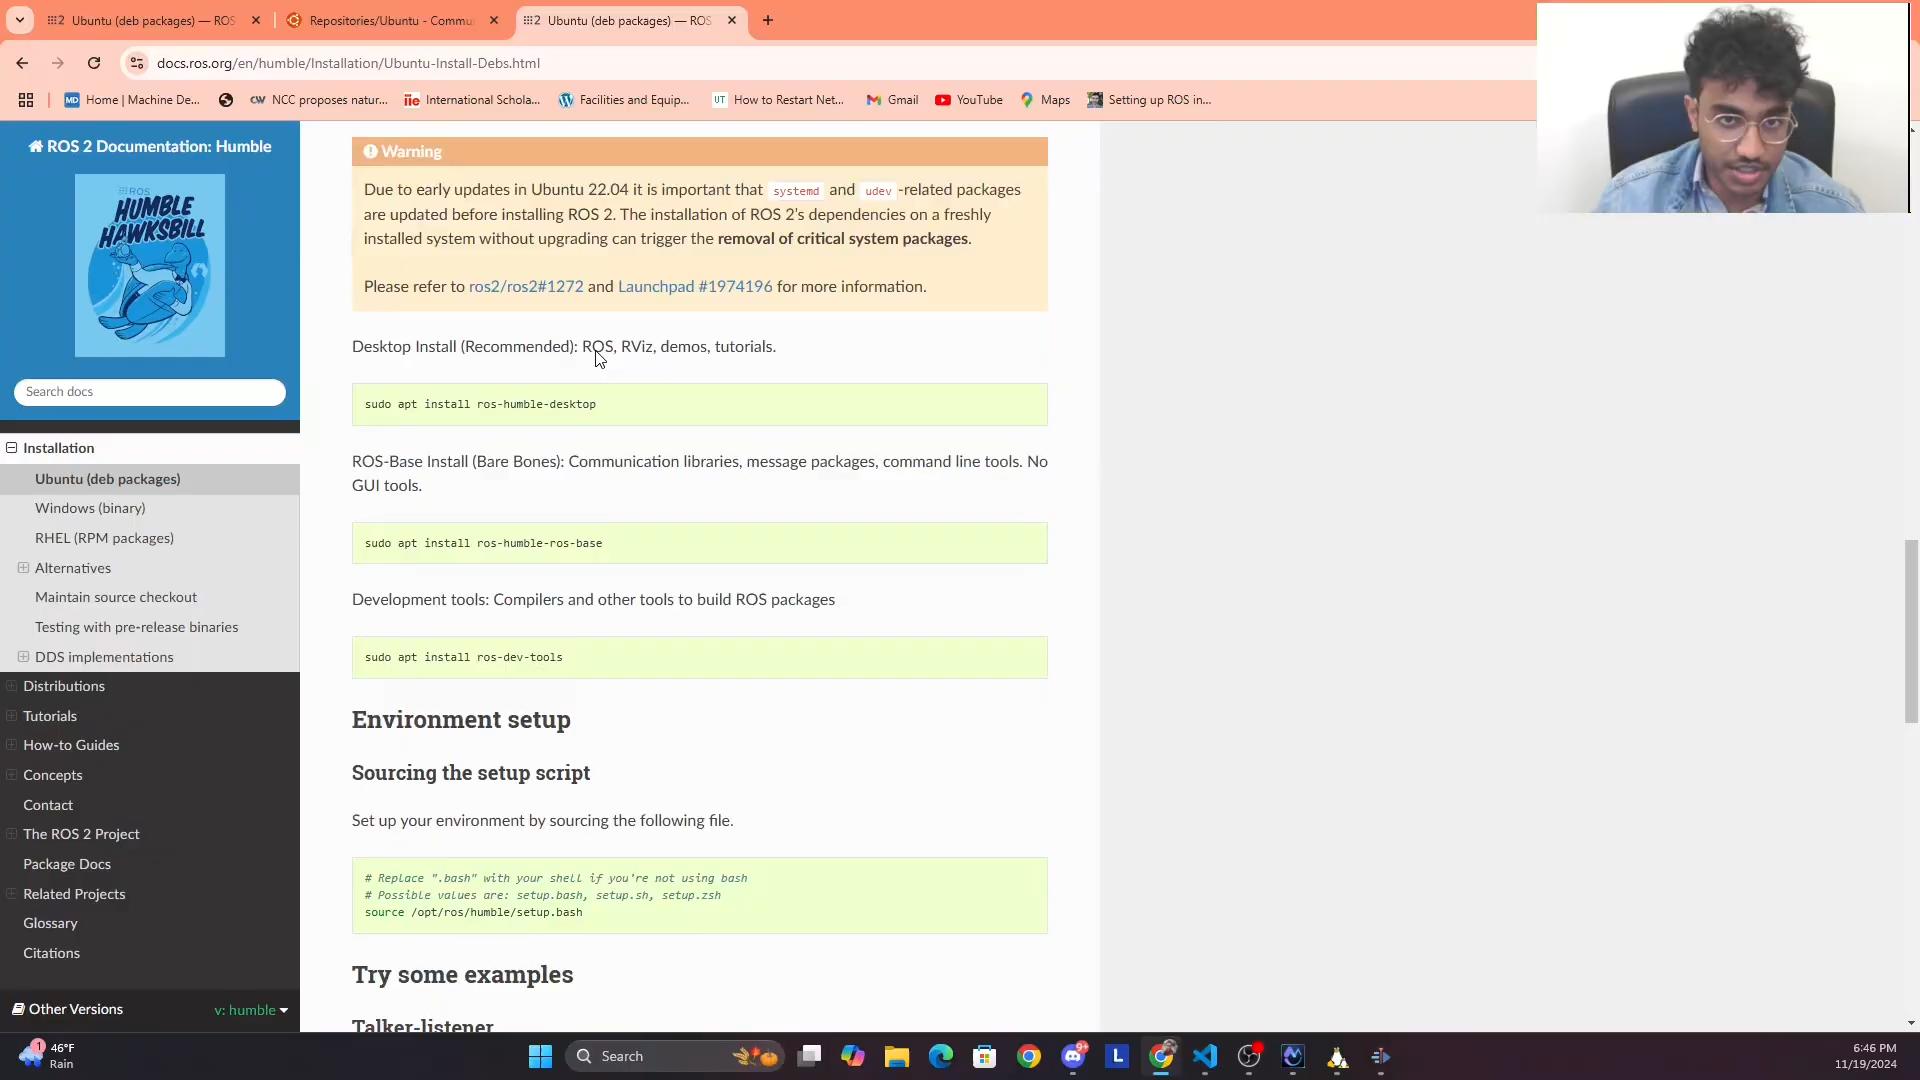 Ubuntu (deb packages) — ROS
Repositories/Ubuntu - Commu
Ubuntu (deb packages) — ROS
docs.ros.org/en/humble/Installation/Ubuntu-Install-Debs.html
Home | Machine De...
NCC proposes natur...
International Schola...
Facilities and Equip...
How to Restart Net...
Gmail
YouTube
Maps
Setting up ROS in...
ROS 2 Documentation: Humble
ROS
HUMBLE
HAWKSBILL
Search docs
Installation
Ubuntu (deb packages)
Windows (binary)
RHEL (RPM packages)
Alternatives
Maintain source checkout
Testing with pre-release binaries
DDS implementations
Distributions
Tutorials
How-to Guides
Concepts
Contact
The ROS 2 Project
Package Docs
Related Projects
Glossary
Citations
Other Versions
v: humble
Warning
Due to early updates in Ubuntu 22.04 it is important that systemd and udev -related packages
are updated before installing ROS 2. The installation of ROS 2's dependencies on a freshly
installed system without upgrading can trigger the removal of critical system packages.
Please refer to ros2/ros2#1272 and Launchpad #1974196 for more information.
Desktop Install (Recommended): ROS, RViz, demos, tutorials.
sudo apt install ros-humble-desktop
ROS-Base Install (Bare Bones): Communication libraries, message packages, command line tools. No
GUI tools.
sudo apt install ros-humble-ros-base
Development tools: Compilers and other tools to build ROS packages
sudo apt install ros-dev-tools
Environment setup
Sourcing the setup script
Set up your environment by sourcing the following file.
# Replace ".bash" with your shell if you're not using bash
# Possible values are: setup.bash, setup.sh, setup.zsh
source /opt/ros/humble/setup.bash
Try some examples
Talker-listener
46°F
Rain
Search
6:46 PM
11/19/2024